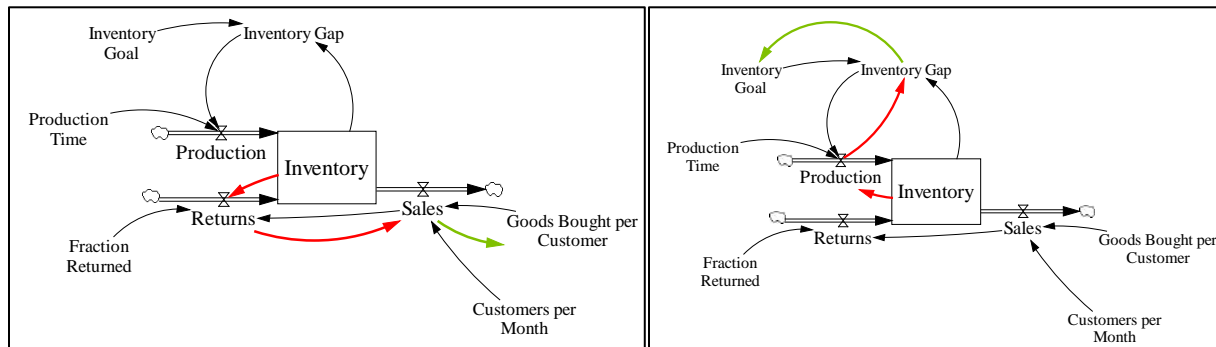 Inventory
Goal
Inventory Gap
Production
Time
Production
Inventory
Returns
Sales
Goods Bought per
Customer
Fraction
Returned
Customers per
Month
Inventory
Goal
Inventory Gap
Production
Time
Production
Inventory
Returns
Sales
Goods Bought per
Customer
Fraction
Returned
Customers per
Month